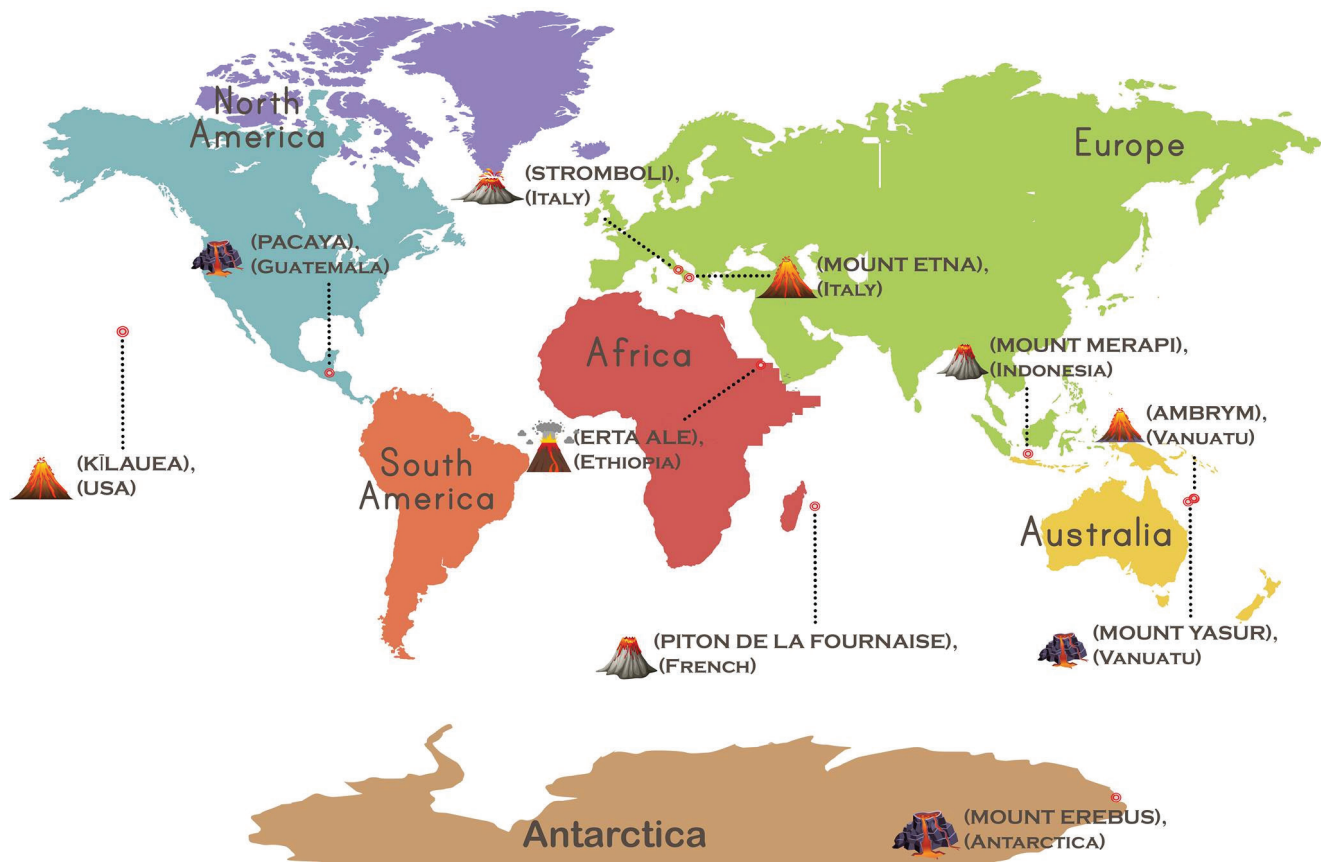 North
America
Europe
(STROMBOLI),
(ITALY)
(PACAYA),
(GUATEMALA)
(MOUNT ETNA),
(ITALY)
Africa
(MOUNT MERAPI),
(INDONESIA)
(AMBRYM),
(VANUATU)
(KĪLAUEA),
(USA)
South
America
(ERTA ALE),
(ETHIOPIA)
Australia
(PITON DE LA FOURNAISE),
(FRENCH)
(MOUNT YASUR),
(VANUATU)
Antarctica
(MOUNT EREBUS),
(ANTARCTICA)